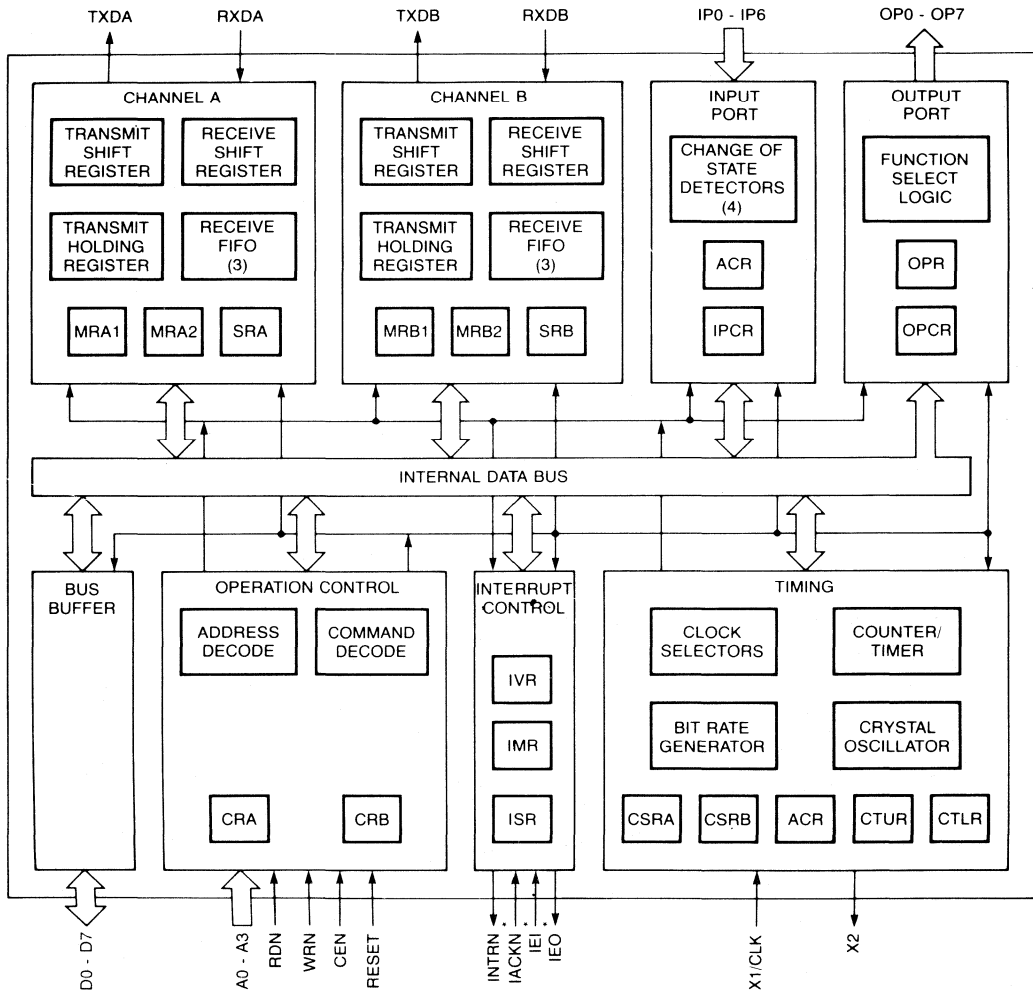 TXDA
RXDA
TXDB
RXDB
IP0 - IP6
OP0 - OP7
CHANNEL A
TRANSMIT
SHIFT
REGISTER
RECEIVE
SHIFT
REGISTER
TRANSMIT
HOLDING
REGISTER
RECEIVE
FIFO
(3)
MRA1
MRA2
SRA
CHANNEL B
TRANSMIT
SHIFT
REGISTER
RECEIVE
SHIFT
REGISTER
TRANSMIT
HOLDING
REGISTER
RECEIVE
FIFO
(3)
MRB1
MRB2
SRB
INPUT
PORT
CHANGE OF
STATE
DETECTORS
(4)
ACR
IPCR
OUTPUT
PORT
FUNCTION
SELECT
LOGIC
OPR
OPCR
INTERNAL DATA BUS
BUS
BUFFER
OPERATION CONTROL
ADDRESS
DECODE
COMMAND
DECODE
CRA
CRB
INTERRUPT
CONTROL
IVR
IMR
ISR
TIMING
CLOCK
SELECTORS
COUNTER/
TIMER
BIT RATE
GENERATOR
CRYSTAL
OSCILLATOR
CSRA
CSRB
ACR
CTUR
CTLR
D0 - D7
A0 - A3
RDN
WRN
CEN
RESET
INTRN
IACKN*
IEI*
IEO*
X1/CLK
X2